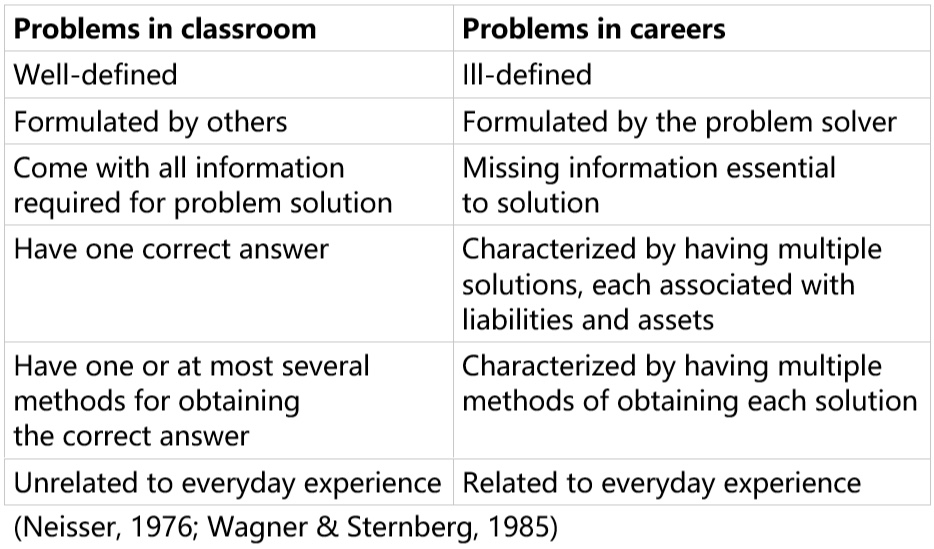 Problems in classroom
Problems in careers
Well-defined
Ill-defined
Formulated by others
Formulated by the problem solver
Come with all information
required for problem solution
Missing information essential
to solution
Have one correct answer
Characterized by having multiple
solutions, each associated with
liabilities and assets
Have one or at most several
methods for obtaining
the correct answer
Characterized by having multiple
methods of obtaining each solution
Unrelated to everyday experience
Related to everyday experience
(Neisser, 1976; Wagner & Sternberg, 1985)